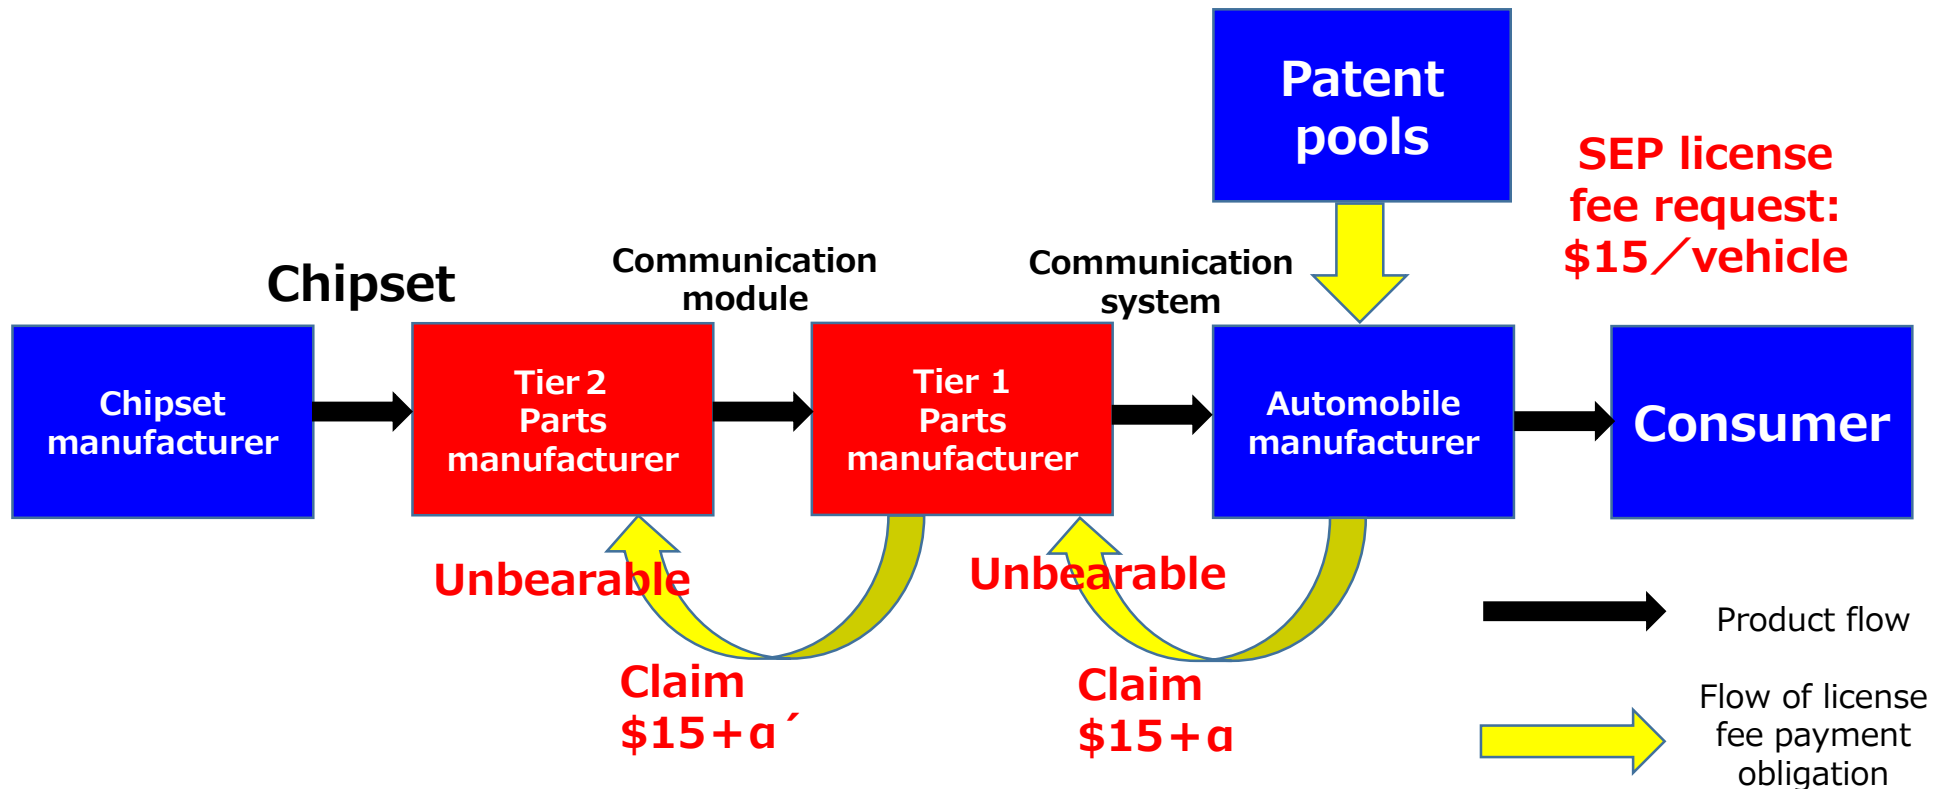 Patent
pools
SEP license
fee request:
$15／vehicle
Chipset
Communication
module
Communication
system
Chipset
manufacturer
Tier 2
Parts
manufacturer
Tier 1
Parts
manufacturer
Automobile
manufacturer
Consumer
Unbearable
Unbearable
Claim
$15＋α´
Claim
$15＋α
Product flow
Flow of license
fee payment
obligation